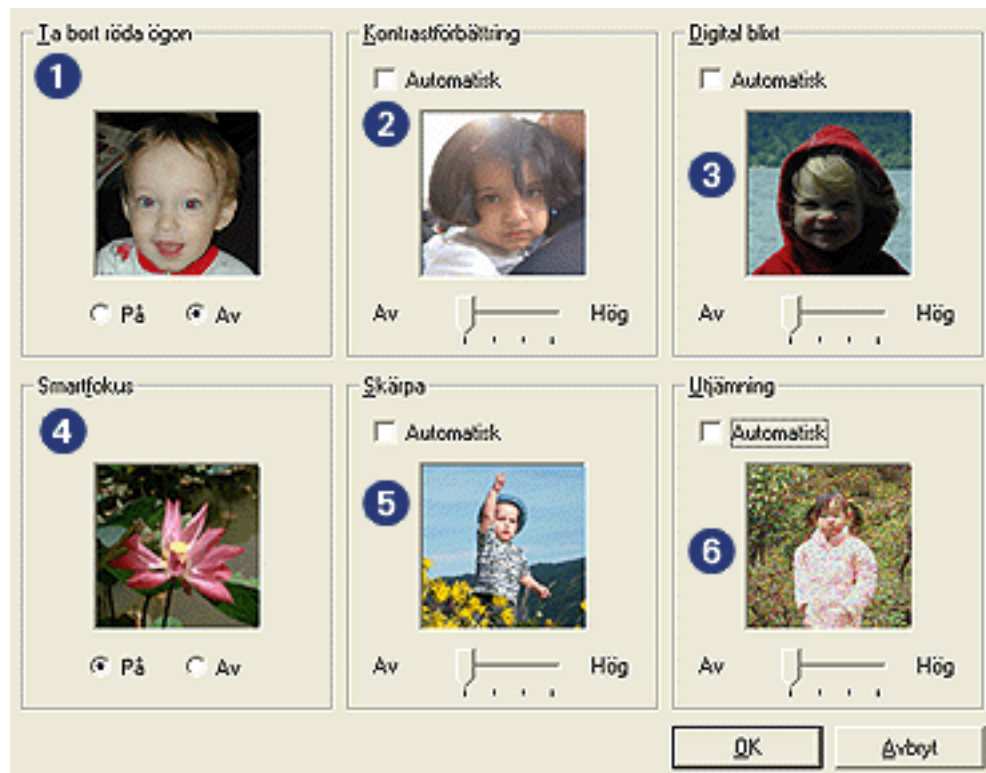 Ta bort röda ögon
1
På Av
Kontrastförbättring
Automatisk
2
Av Hög
Digital blixt
Automatisk
3
Av Hög
Smartfokus
4
På Av
Skärpa
Automatisk
5
Av Hög
Utjämning
Automatisk
6
Av Hög
OK
Avbryt